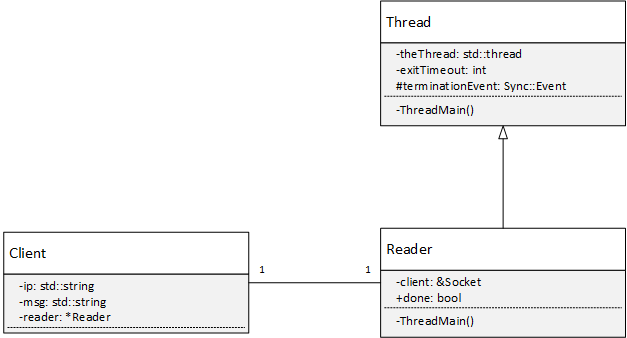 Thread
-theThread: std::thread
-exitTimeout: int
#terminationEvent: Sync::Event
-ThreadMain()
Client
-ip: std::string
-msg: std::string
-reader: *Reader
1
1
Reader
-client: &Socket
+done: bool
-ThreadMain()